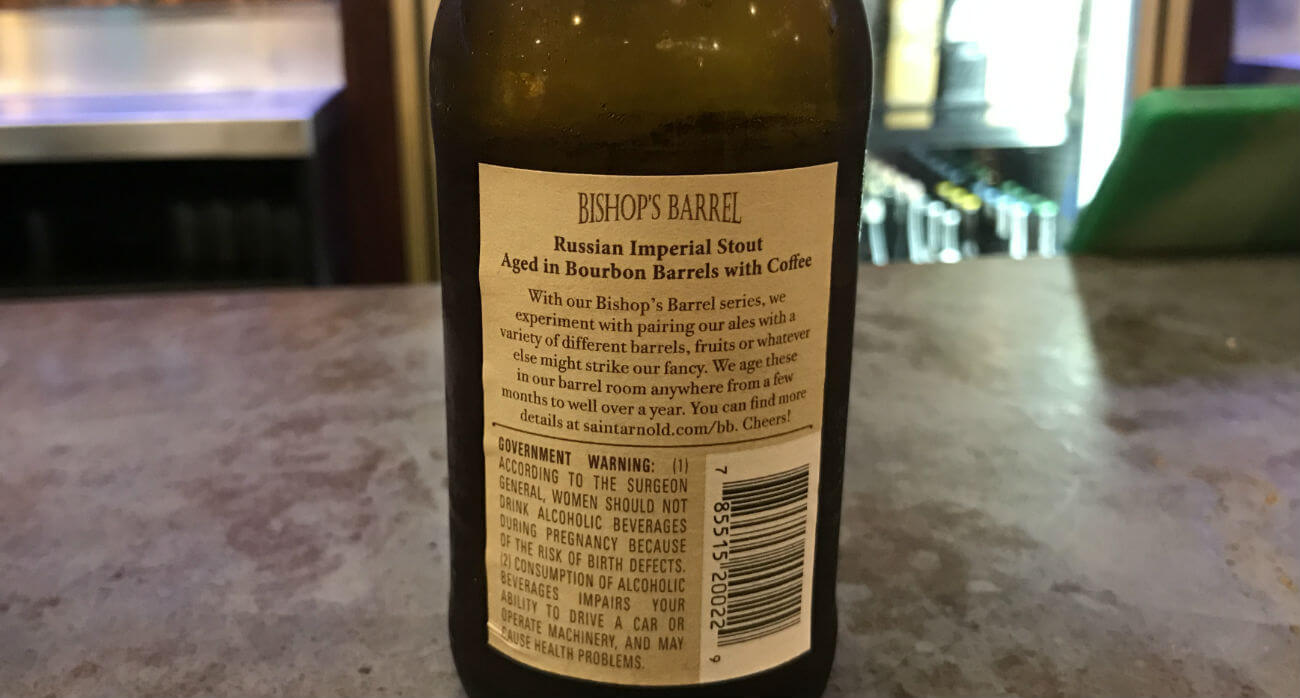 BISHOP'S BARREL
Russian Imperial Stout
Aged in Bourbon Barrels with Coffee
With our Bishop's Barrel series, we
experiment with pairing our ales with a
variety of different barrels, fruits or whatever
else might strike our fancy. We age these
in our barrel room anywhere from a few
months to well over a year. You can find more
details at saintarnold.com/bb. Cheers!
GOVERNMENT WARNING: (1)
ACCORDING TO THE SURGEON
GENERAL, WOMEN SHOULD NOT
DRINK ALCOHOLIC BEVERAGES
DURING PREGNANCY BECAUSE
OF THE RISK OF BIRTH DEFECTS.
(2) CONSUMPTION OF ALCOHOLIC
BEVERAGES IMPAIRS YOUR
ABILITY TO DRIVE A CAR OR
OPERATE MACHINERY, AND MAY
CAUSE HEALTH PROBLEMS.
7 85515 20022 9